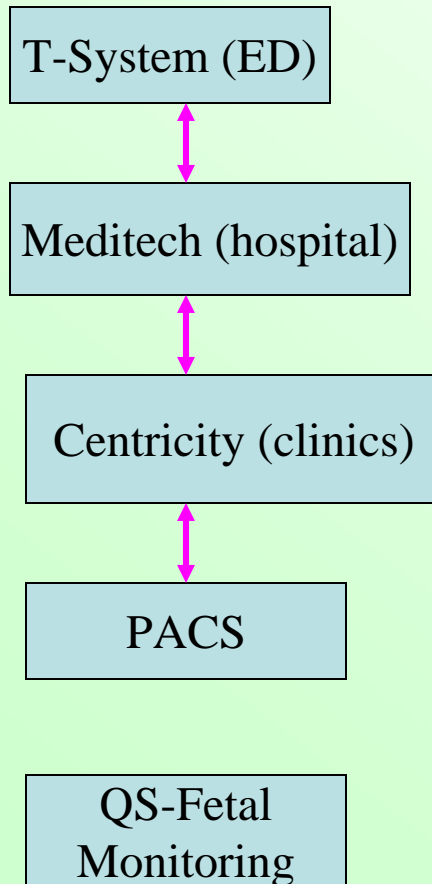 T-System (ED)
Meditech (hospital)
Centricity (clinics)
PACS
QS-Fetal
Monitoring